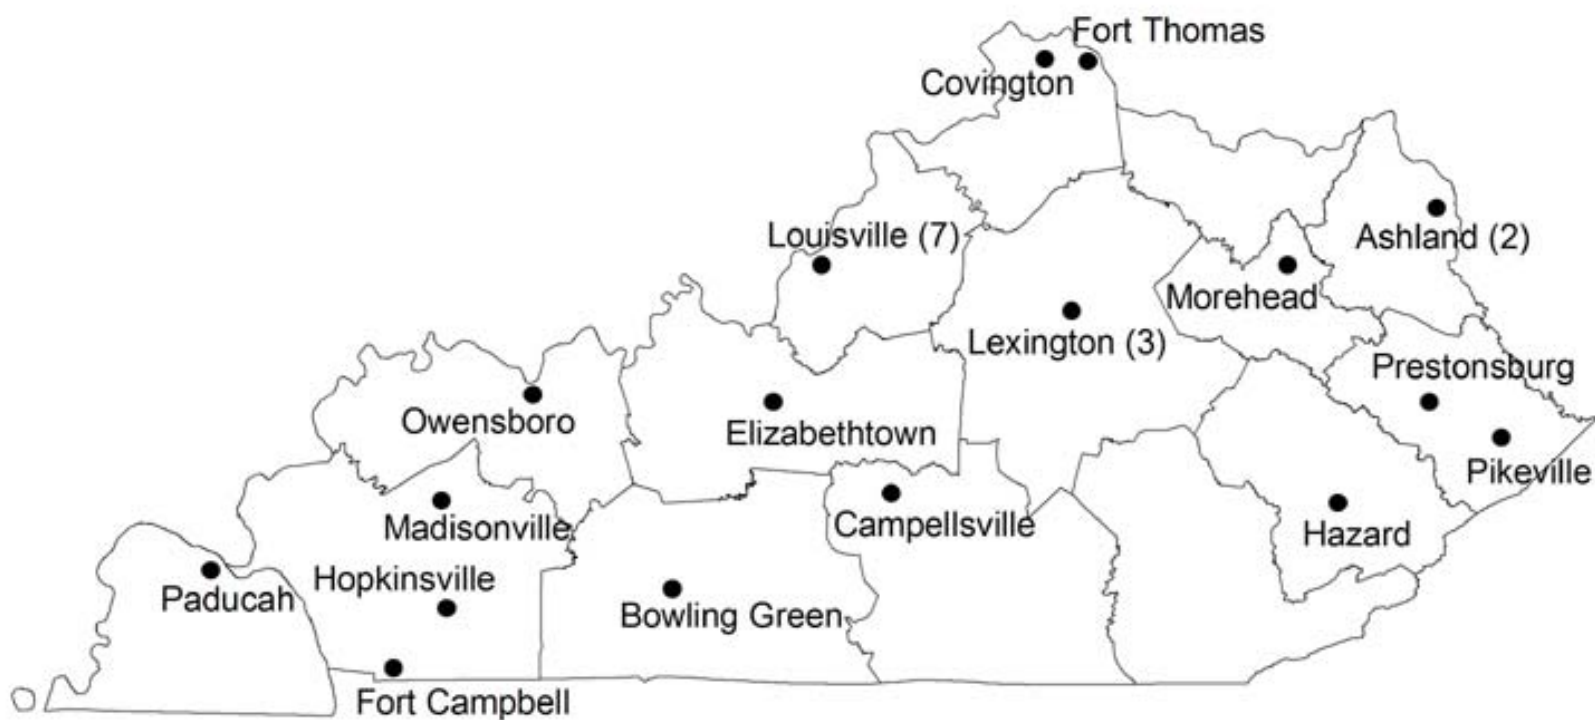 Fort Thomas
Covington
Louisville (7)
Ashland (2)
Morehead
Lexington (3)
Prestonsburg
Owensboro
Elizabethtown
Pikeville
Madisonville
Campellsville
Hazard
Hopkinsville
Paducah
Bowling Green
Fort Campbell